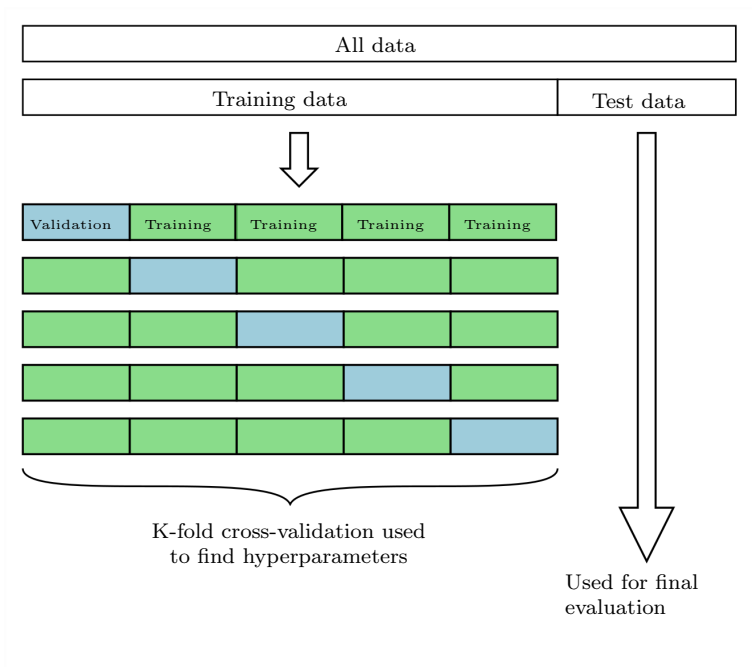 All data
Training data
Test data
Validation
Training
Training
Training
Training
K-fold cross-validation used
to find hyperparameters
Used for final
evaluation